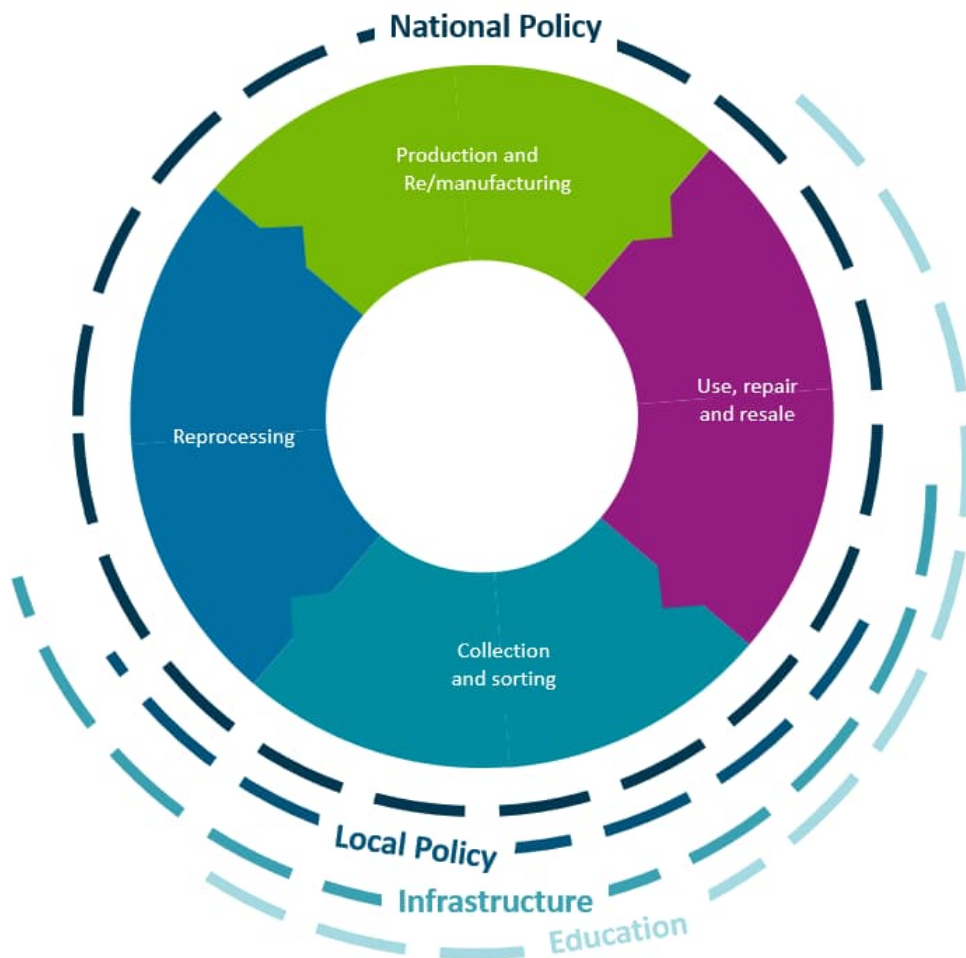 National Policy
Production and
Re/manufacturing
Use, repair
and resale
Reprocessing
Collection
and sorting
Local Policy
Infrastructure
Education